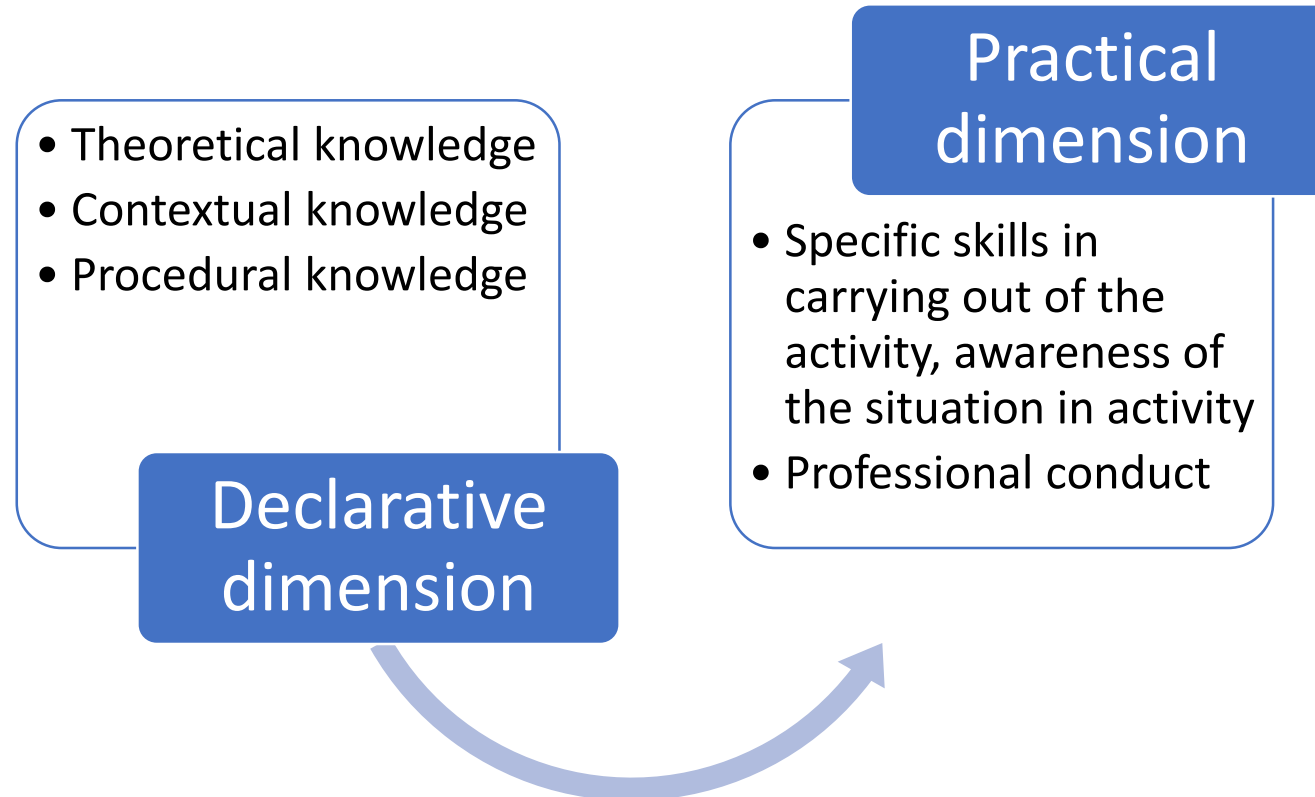 • Theoretical knowledge
• Contextual knowledge
• Procedural knowledge
Declarative
dimension
Practical
dimension
• Specific skills in
carrying out of the
activity, awareness of
the situation in activity
• Professional conduct